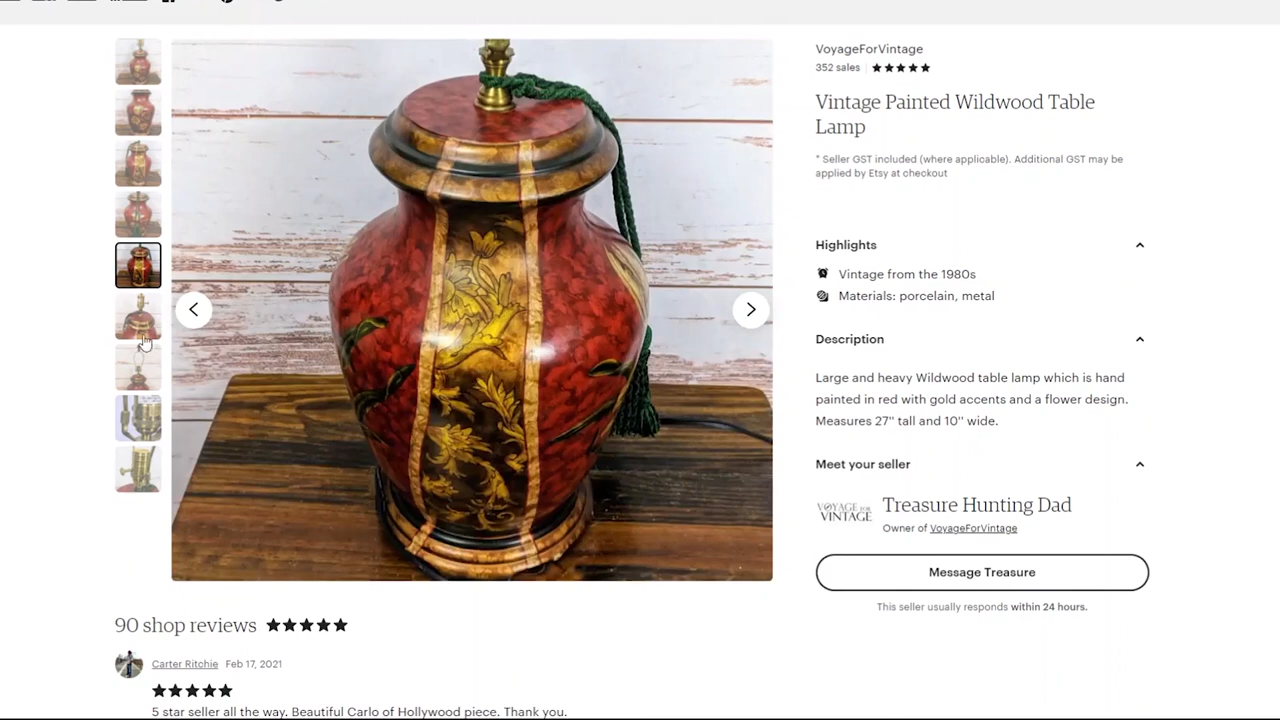 VoyageForVintage
352 sales
Vintage Painted Wildwood Table
Lamp
* Seller GST included (where applicable). Additional GST may be
applied by Etsy at checkout
Highlights
Vintage from the 1980s
Materials: porcelain, metal
Description
Large and heavy Wildwood table lamp which is hand
painted in red with gold accents and a flower design.
Measures 27'' tall and 10'' wide.
Meet your seller
VOYAGE FOR
VINTAGE
Treasure Hunting Dad
Owner of VoyageForVintage
Message Treasure
This seller usually responds within 24 hours.
90 shop reviews
Carter Ritchie Feb 17, 2021
5 star seller all the way. Beautiful Carlo of Hollywood piece. Thank you.